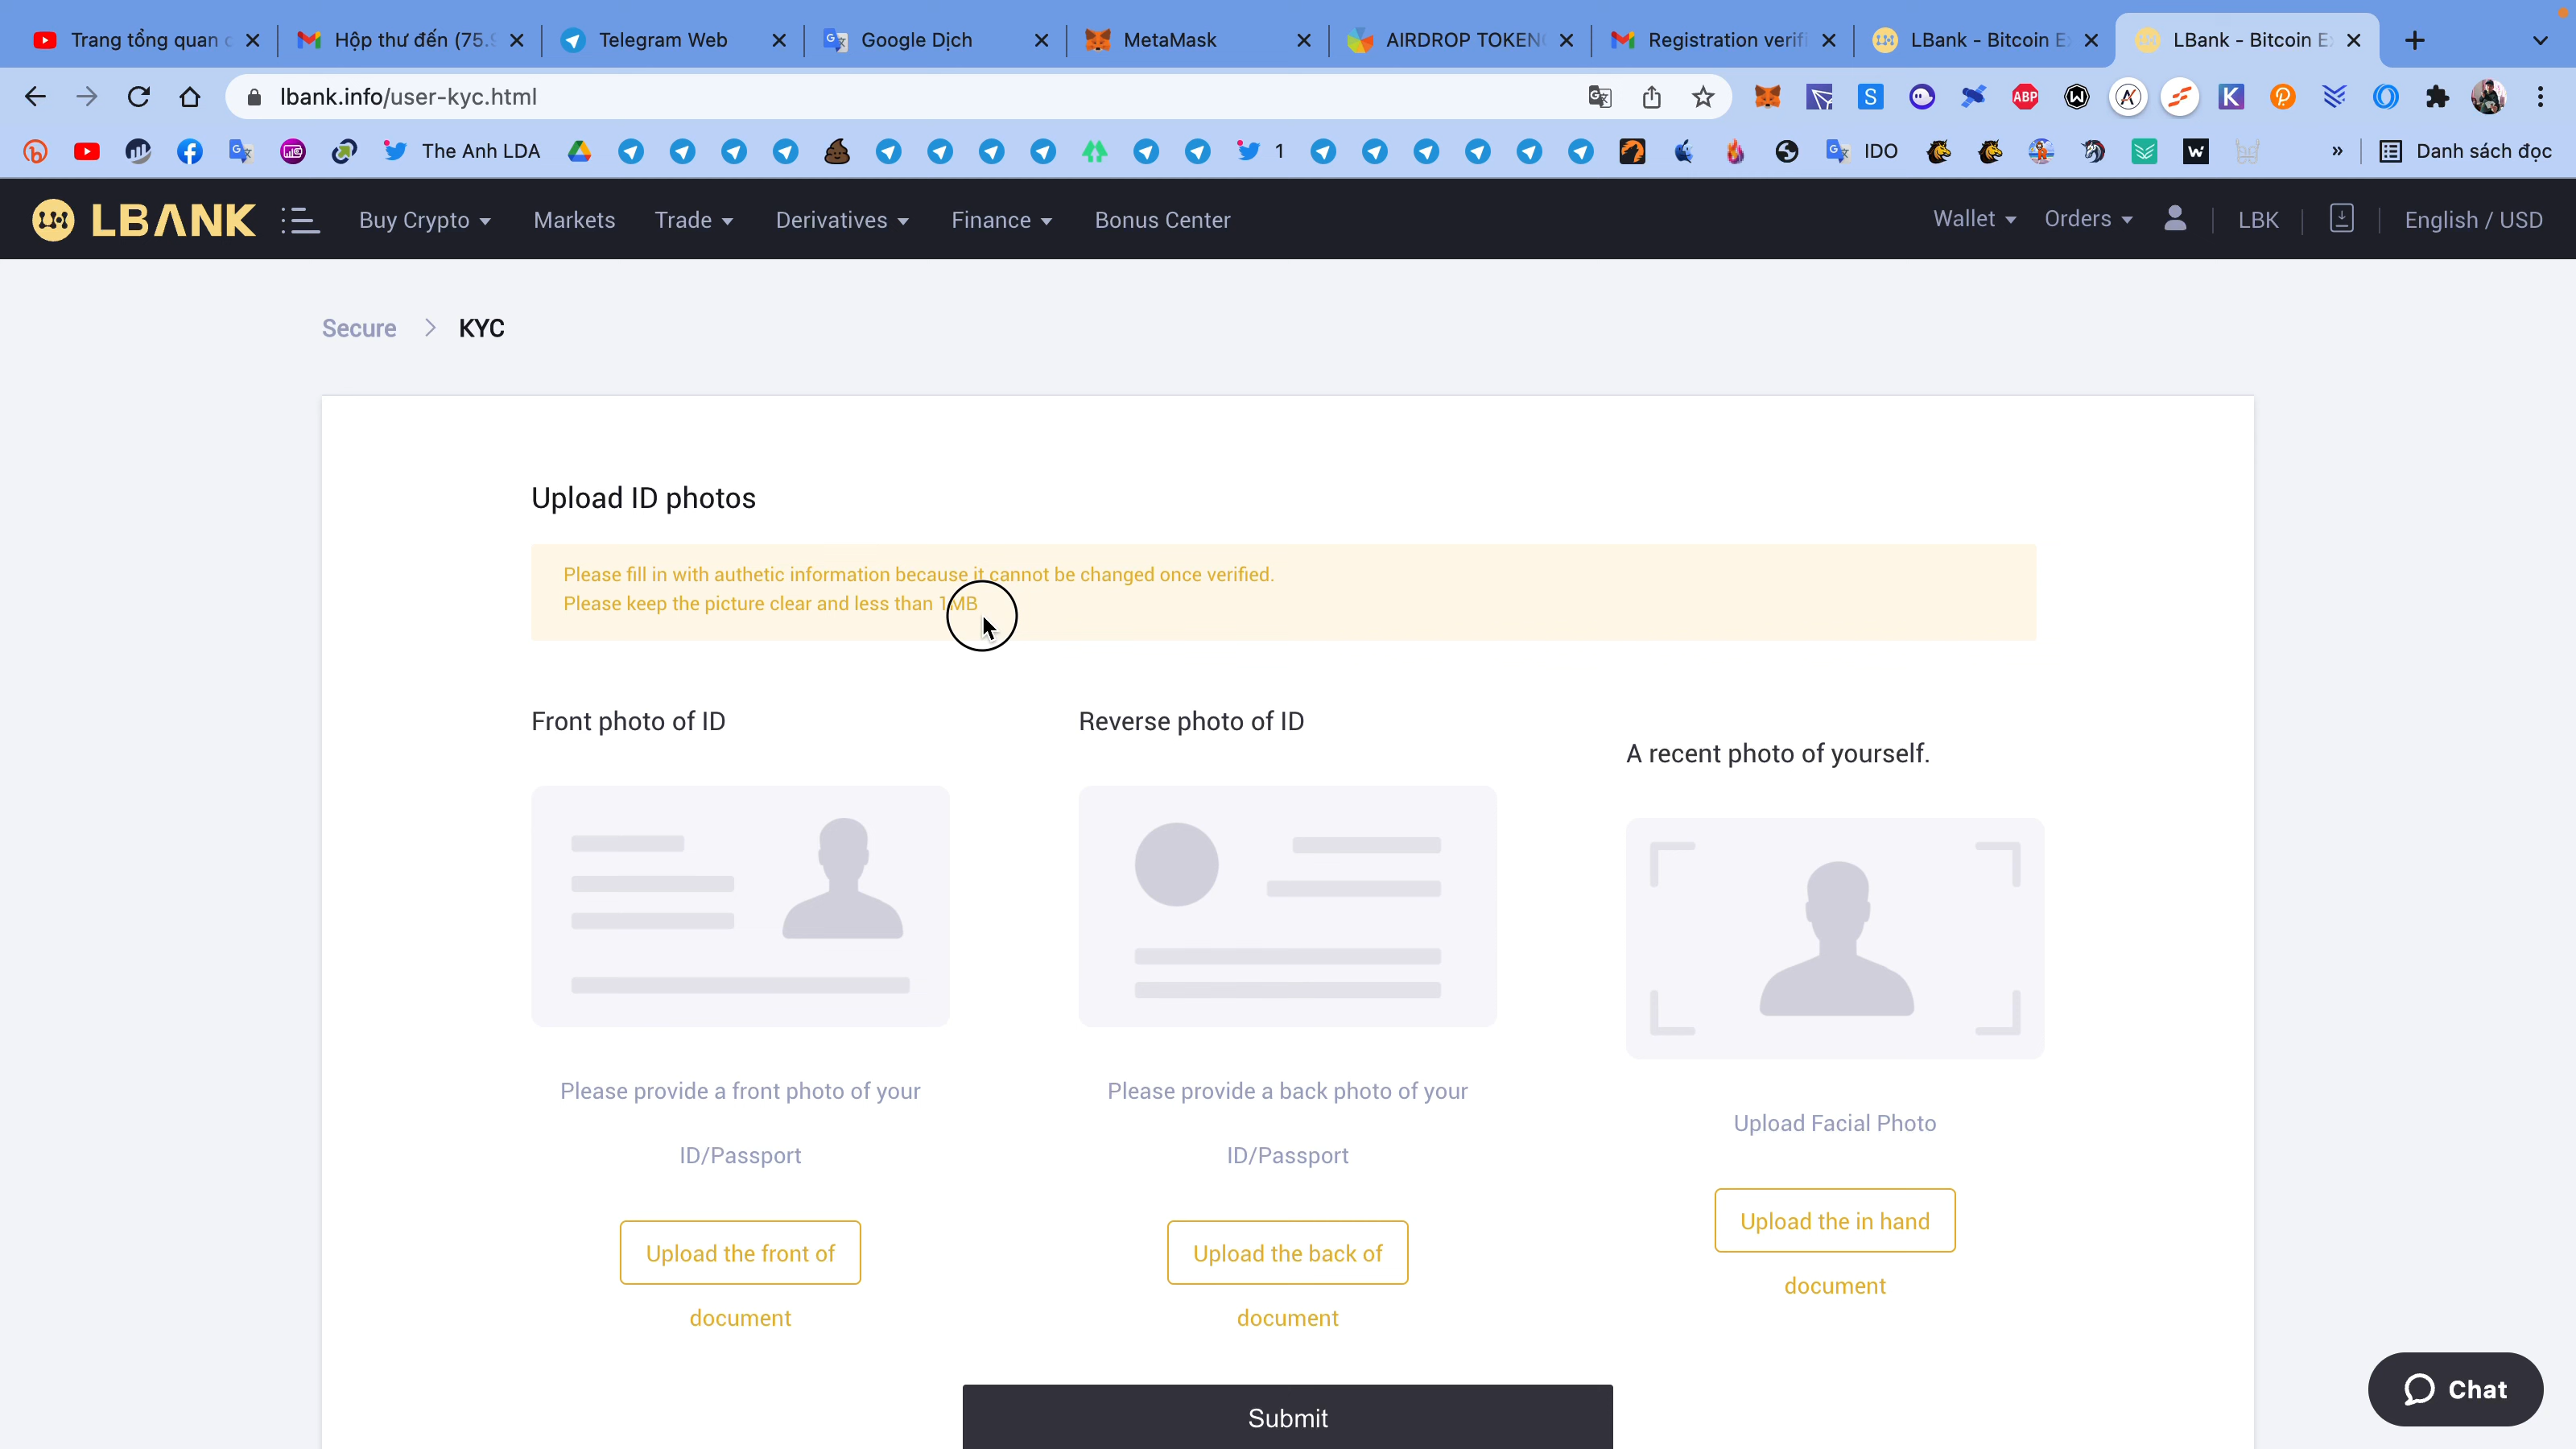 Trang tổng quan
Hộp thư đến (75.
Telegram Web
Google Dịch
MetaMask
AIRDROP TOKEN
Registration verifi
LBank - Bitcoin E
LBank - Bitcoin E
lbank.info/user-kyc.html
ABP
The Anh LDA
1
IDO
Danh sách đọc
LBANK
Buy Crypto
Markets
Trade
Derivatives
Finance
Bonus Center
Wallet
Orders
LBK
English / USD
Secure > KYC
Upload ID photos
Please fill in with authetic information because it cannot be changed once verified.
Please keep the picture clear and less than 1MB
Front photo of ID
Reverse photo of ID
A recent photo of yourself.
Please provide a front photo of your
ID/Passport
Please provide a back photo of your
ID/Passport
Upload Facial Photo
Upload the front of
document
Upload the back of
document
Upload the in hand
document
Submit
Chat